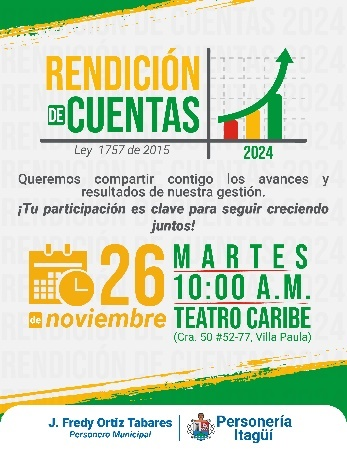 RENDICIÓN
DE CUENTAS
Ley 1757 de 2015
2024
Queremos compartir contigo los avances y
resultados de nuestra gestión.
¡Tu participación es clave para seguir creciendo
juntos!
26
de noviembre
MARTES
10:00 A.M.
TEATRO CARIBE
(Cra. 50 #52-77, Villa Paula)
J. Fredy Ortiz Tabares
Personero Municipal
Personería
Itagüí